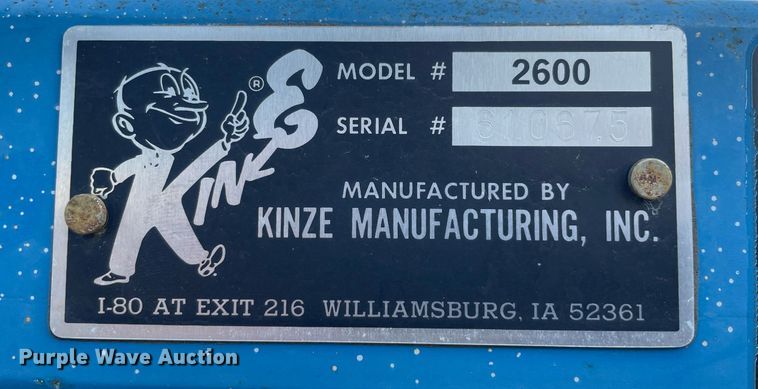 KINZE ®
MODEL # 2600
SERIAL # 610675
MANUFACTURED BY
KINZE MANUFACTURING, INC.
I-80 AT EXIT 216 WILLIAMSBURG, IA 52361
Purple Wave Auction